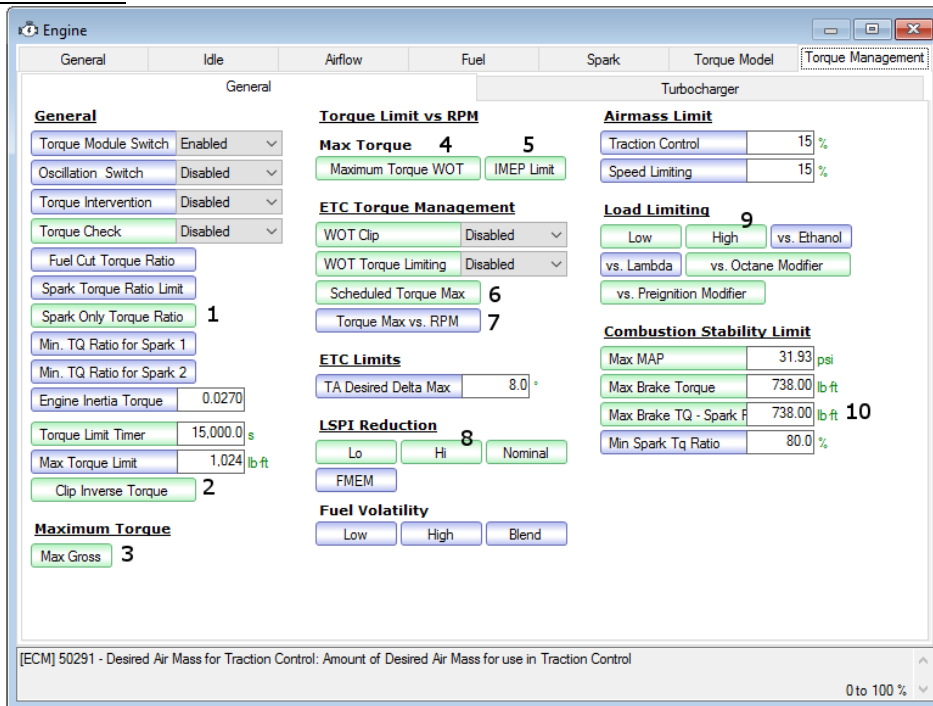 Engine
General Idle Airflow Fuel Spark Torque Model Torque Management
General Turbocharger
General
Torque Module Switch Enabled
Oscillation Switch Disabled
Torque Intervention Disabled
Torque Check Disabled
Fuel Cut Torque Ratio
Spark Torque Ratio Limit
Spark Only Torque Ratio 1
Min. TQ Ratio for Spark 1
Min. TQ Ratio for Spark 2
Engine Inertia Torque 0.0270
Torque Limit Timer 15,000.0 s
Max Torque Limit 1,024 lb ft
Clip Inverse Torque 2
Maximum Torque
Max Gross 3
Torque Limit vs RPM
Max Torque 4 5
Maximum Torque WOT IMEP Limit
ETC Torque Management
WOT Clip Disabled
WOT Torque Limiting Disabled
Scheduled Torque Max 6
Torque Max vs. RPM 7
ETC Limits
TA Desired Delta Max 8.0 °
LSPI Reduction
8
Lo Hi Nominal
FMEM
Fuel Volatility
Low High Blend
Airmass Limit
Traction Control 15 %
Speed Limiting 15 %
Load Limiting
9
Low High vs. Ethanol
vs. Lambda vs. Octane Modifier
vs. Preignition Modifier
Combustion Stability Limit
Max MAP 31.93 psi
Max Brake Torque 738.00 lb ft
Max Brake TQ - Spark F 738.00 lb ft 10
Min Spark Tq Ratio 80.0 %
[ECM] 50291 - Desired Air Mass for Traction Control: Amount of Desired Air Mass for use in Traction Control
0 to 100 %